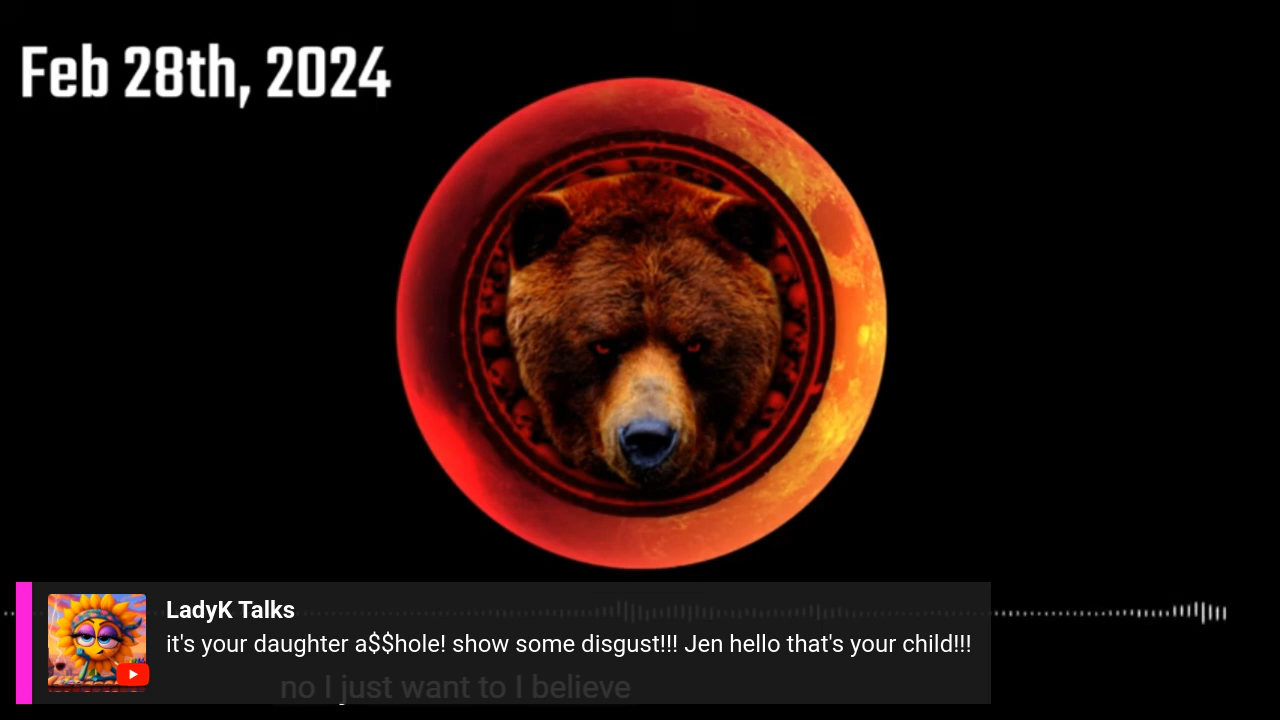 Feb 28th, 2024
LadyK Talks
it's your daughter a$$hole! show some disgust!!! Jen hello that's your child!!!
no I just want to I believe